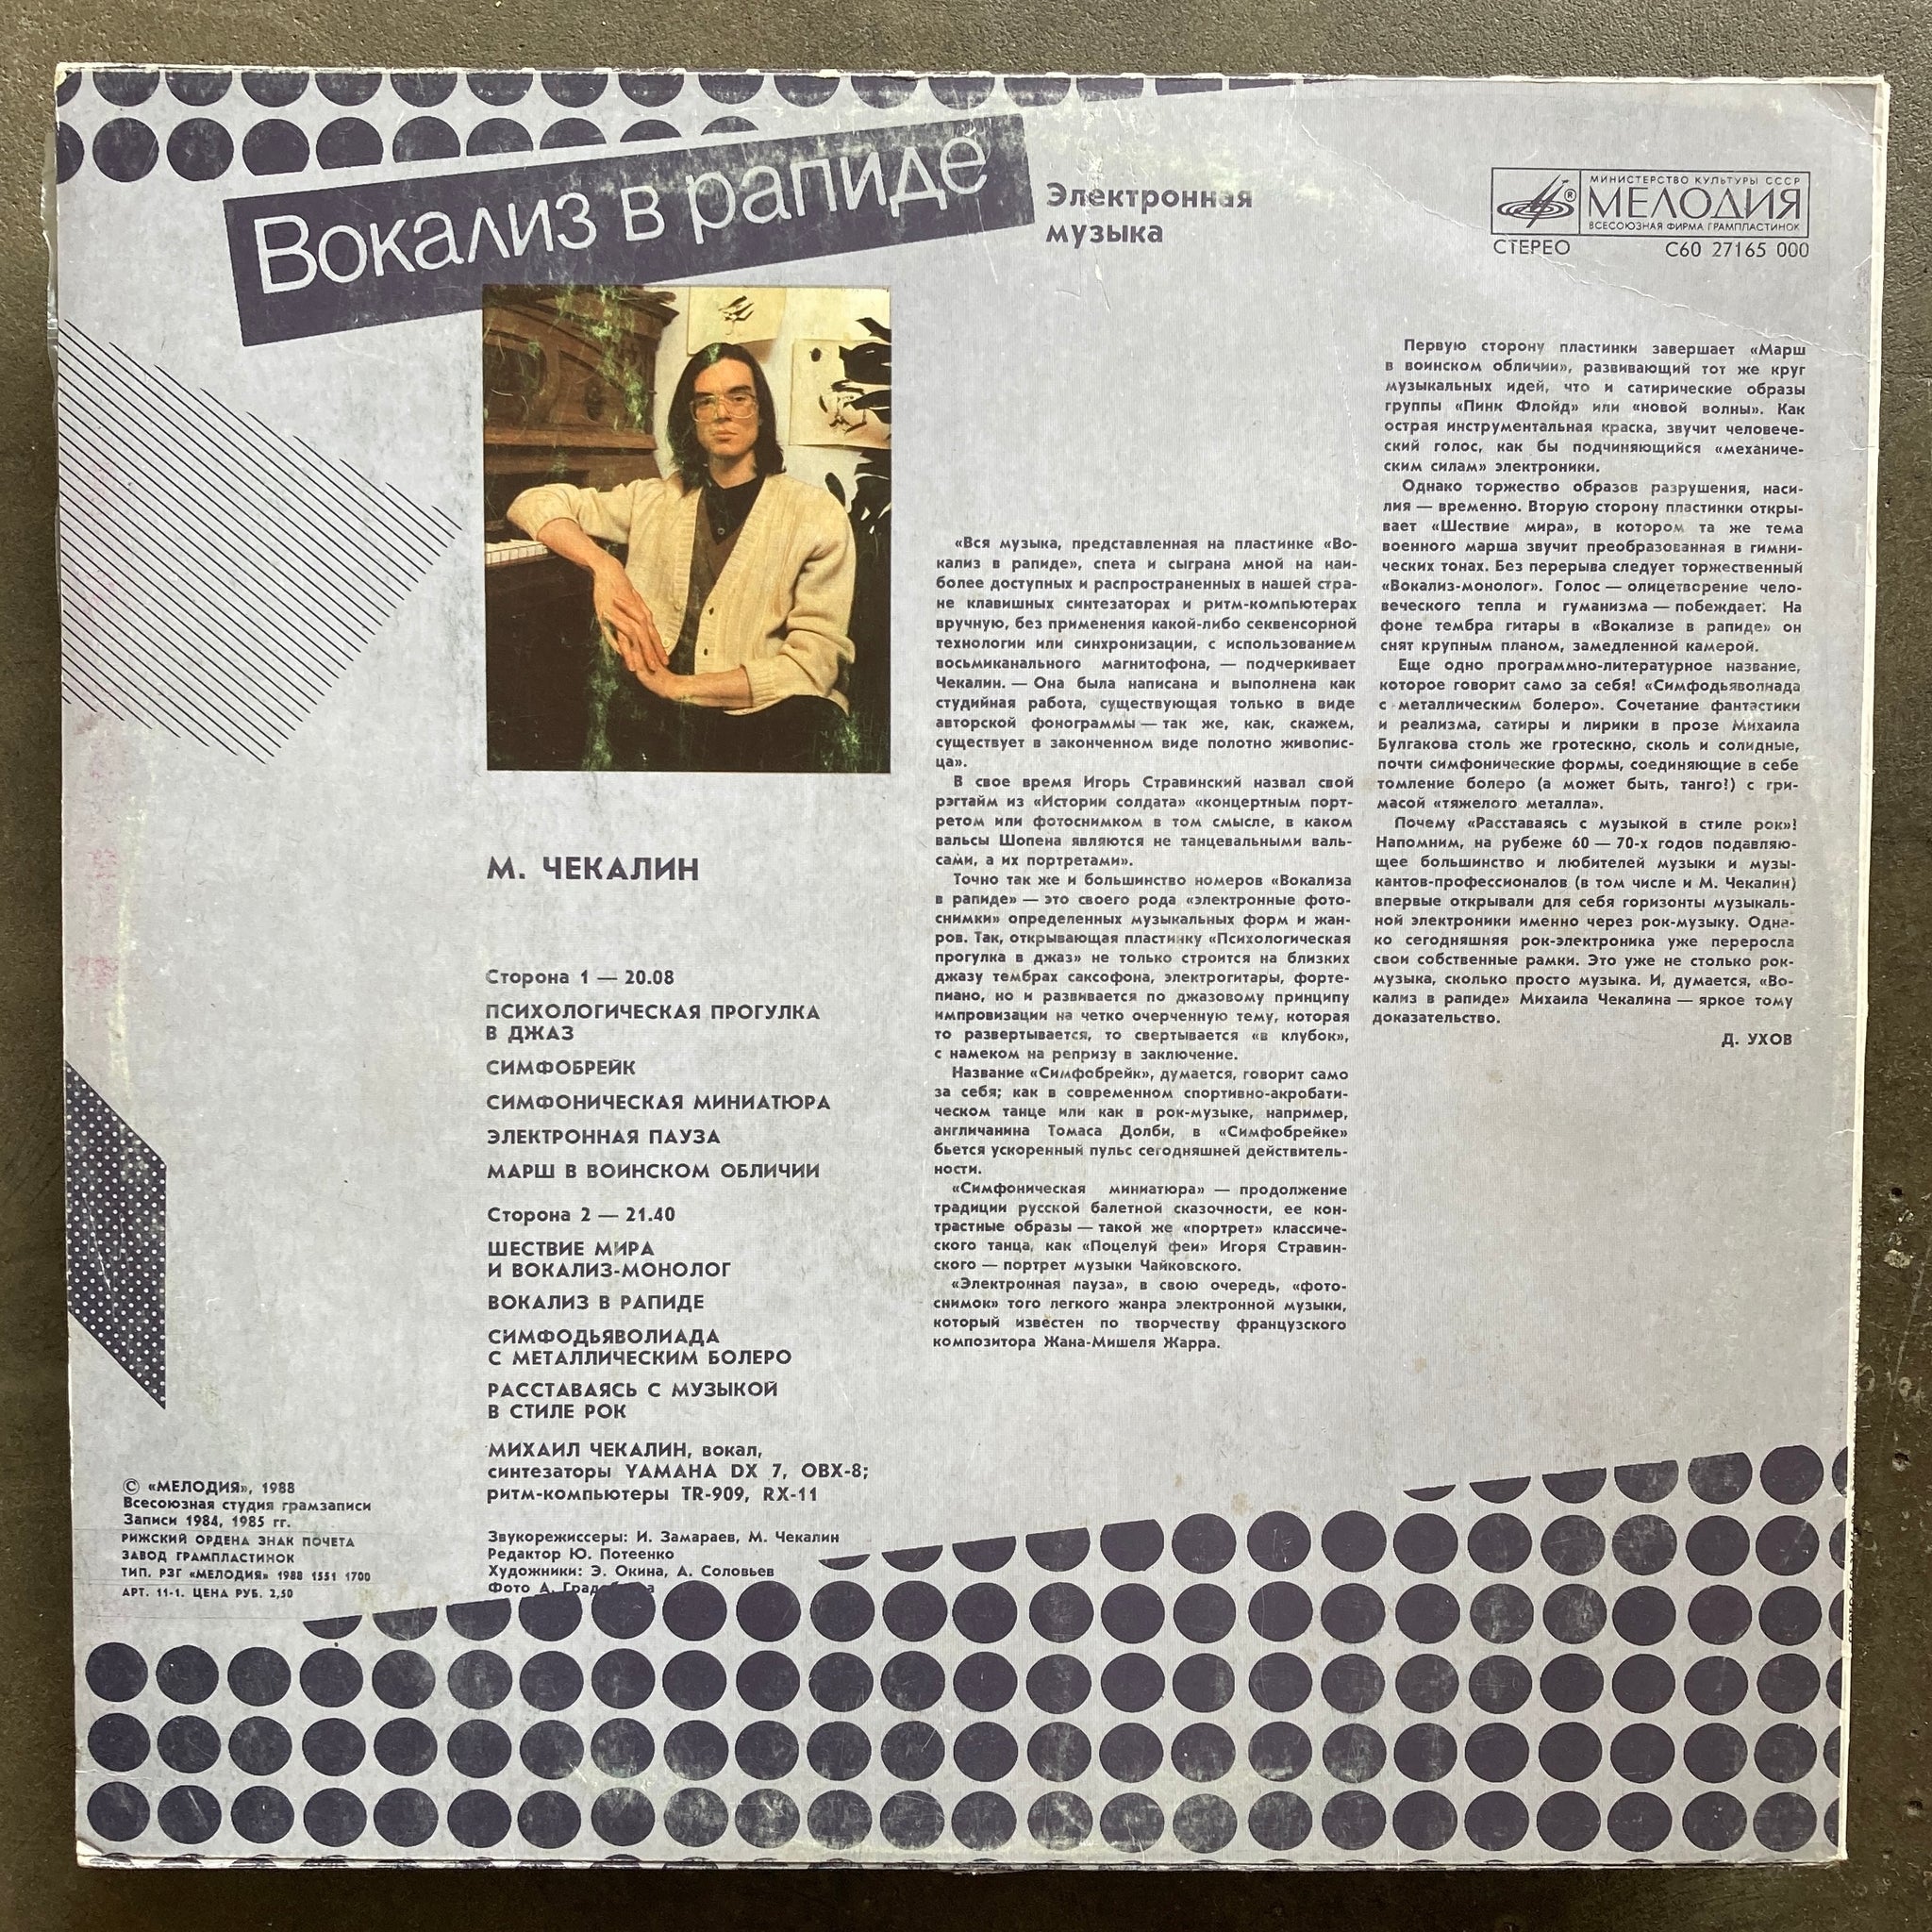 Вокализ в рапиде
Электронная
музыка
МИНИСТЕРСТВО КУЛЬТУРЫ СССР
МЕЛОДИЯ
ВСЕСОЮЗНАЯ ФИРМА ГРАМПЛАСТИНОК
СТЕРЕО С60 27165 000
М. ЧЕКАЛИН
Сторона 1 — 20.08
ПСИХОЛОГИЧЕСКАЯ ПРОГУЛКА
В ДЖАЗ
СИМФОБРЕЙК
СИМФОНИЧЕСКАЯ МИНИАТЮРА
ЭЛЕКТРОННАЯ ПАУЗА
МАРШ В ВОИНСКОМ ОБЛИЧИИ
Сторона 2 — 21.40
ШЕСТВИЕ МИРА
И ВОКАЛИЗ-МОНОЛОГ
ВОКАЛИЗ В РАПИДЕ
СИМФОДЬЯВОЛИАДА
С МЕТАЛЛИЧЕСКИМ БОЛЕРО
РАССТАВАЯСЬ С МУЗЫКОЙ
В СТИЛЕ РОК
МИХАИЛ ЧЕКАЛИН, вокал,
синтезаторы YAMAHA DX 7, OBX-8;
ритм-компьютеры TR-909, RX-11
Звукорежиссеры: И. Замараев, М. Чекалин
Редактор Ю. Потеенко
Художники: Э. Окина, А. Соловьев
Фото А.
© «МЕЛОДИЯ», 1988
Всесоюзная студия грамзаписи
Записи 1984, 1985 гг.
РИЖСКИЙ ОРДЕНА ЗНАК ПОЧЕТА
ЗАВОД ГРАМПЛАСТИНОК
ТИП. РЗГ «МЕЛОДИЯ» 1988 1551 1700
АРТ. 11-1. ЦЕНА РУБ. 2,50
«Вся музыка, представленная на пластинке «Во-
кализ в рапиде», спета и сыграна мной на наи-
более доступных и распространенных в нашей стра-
не клавишных синтезаторах и ритм-компьютерах
вручную, без применения какой-либо секвенсорной
технологии или синхронизации, с использованием
восьмиканального магнитофона, — подчеркивает
Чекалин. — Она была написана и выполнена как
студийная работа, существующая только в виде
авторской фонограммы — так же, как, скажем,
существует в законченном виде полотно живопис-
ца».
В свое время Игорь Стравинский назвал свой
рэгтайм из «Истории солдата» «концертным порт-
ретом или фотоснимком в том смысле, в каком
вальсы Шопена являются не танцевальными валь-
сами, а их портретами».
Точно так же и большинство номеров «Вокализа
в рапиде» — это своего рода «электронные фото-
снимки» определенных музыкальных форм и жан-
ров. Так, открывающая пластинку «Психологическая
прогулка в джаз» не только строится на близких
джазу тембрах саксофона, электрогитары, форте-
пиано, но и развивается по джазовому принципу
импровизации на четко очерченную тему, которая
то развертывается, то свертывается «в клубок»,
с намеком на репризу в заключение.
Название «Симфобрейк», думается, говорит само
за себя; как в современном спортивно-акробати-
ческом танце или как в рок-музыке, например,
англичанина Томаса Долби, в «Симфобрейке»
бьется ускоренный пульс сегодняшней действитель-
ности.
«Симфоническая миниатюра» — продолжение
традиции русской балетной сказочности, ее кон-
трастные образы — такой же «портрет» классиче-
ского танца, как «Поцелуй феи» Игоря Стравин-
ского — портрет музыки Чайковского.
«Электронная пауза», в свою очередь, «фото-
снимок» того легкого жанра электронной музыки,
который известен по творчеству французского
композитора Жана-Мишеля Жарра.
Первую сторону пластинки завершает «Марш
в воинском обличии», развивающий тот же круг
музыкальных идей, что и сатирические образы
группы «Пинк Флойд» или «новой волны». Как
острая инструментальная краска, звучит человече-
ский голос, как бы подчиняющийся «механиче-
ским силам» электроники.
Однако торжество образов разрушения, наси-
лия — временно. Вторую сторону пластинки откры-
вает «Шествие мира», в котором та же тема
военного марша звучит преобразованная в гимни-
ческих тонах. Без перерыва следует торжественный
«Вокализ-монолог». Голос — олицетворение чело-
веческого тепла и гуманизма — побеждает. На
фоне тембра гитары в «Вокализе в рапиде» он
снят крупным планом, замедленной камерой.
Еще одно программно-литературное название,
которое говорит само за себя! «Симфодьяволиада
с металлическим болеро». Сочетание фантастики
и реализма, сатиры и лирики в прозе Михаила
Булгакова столь же гротескно, сколь и солидные,
почти симфонические формы, соединяющие в себе
томление болеро (а может быть, танго!) с гри-
масой «тяжелого металла».
Почему «Расставаясь с музыкой в стиле рок»!
Напомним, на рубеже 60 — 70-х годов подавляю-
щее большинство и любителей музыки и музы-
кантов-профессионалов (в том числе и М. Чекалин)
впервые открывали для себя горизонты музыкаль-
ной электроники именно через рок-музыку. Одна-
ко сегодняшняя рок-электроника уже переросла
свои собственные рамки. Это уже не столько рок-
музыка, сколько просто музыка. И, думается, «Во-
кализ в рапиде» Михаила Чекалина — яркое тому
доказательство.
Д. УХОВ